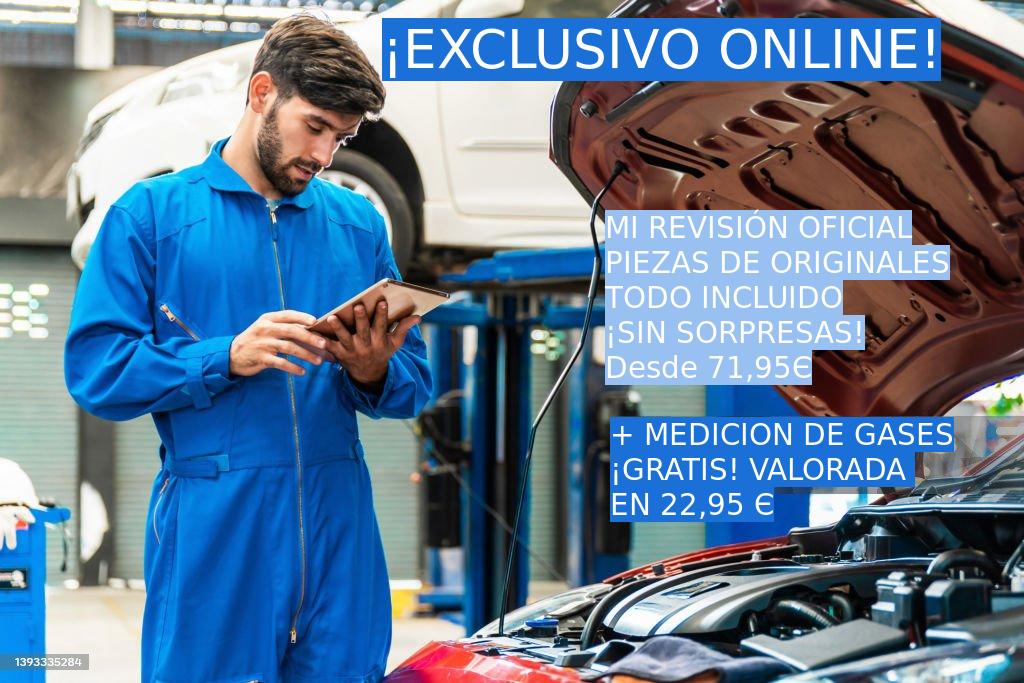 ¡EXCLUSIVO ONLINE!
MI REVISIÓN OFICIAL
PIEZAS DE ORIGINALES
TODO INCLUIDO
¡SIN SORPRESAS!
Desde 71,95€
+ MEDICION DE GASES
¡GRATIS! VALORADA
EN 22,95 €
1393335284